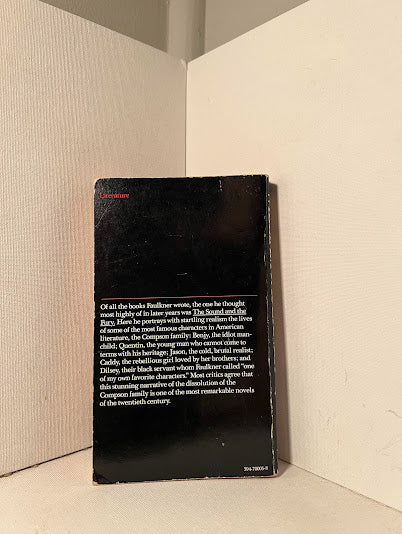 Literature
Of all the books Faulkner wrote, the one he thought
most highly of in later years was The Sound and the
Fury. Here he portrays with startling realism the lives
of some of the most famous characters in American
literature, the Compson family: Benjy, the idiot man-
child; Quentin, the young man who cannot come to
terms with his heritage; Jason, the cold, brutal realist;
Caddy, the rebellious girl loved by her brothers; and
Dilsey, their black servant whom Faulkner called "one
of my own favorite characters." Most critics agree that
this stunning narrative of the dissolution of the
Compson family is one of the most remarkable novels
of the twentieth century.
394-70005-8